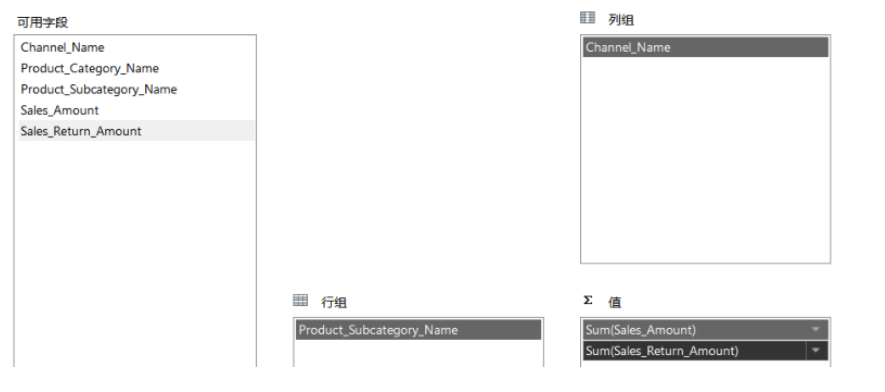 可用字段
Channel_Name
Product_Category_Name
Product_Subcategory_Name
Sales_Amount
Sales_Return_Amount
列组
Channel_Name
行组
Product_Subcategory_Name
Σ 值
Sum(Sales_Amount)
Sum(Sales_Return_Amount)